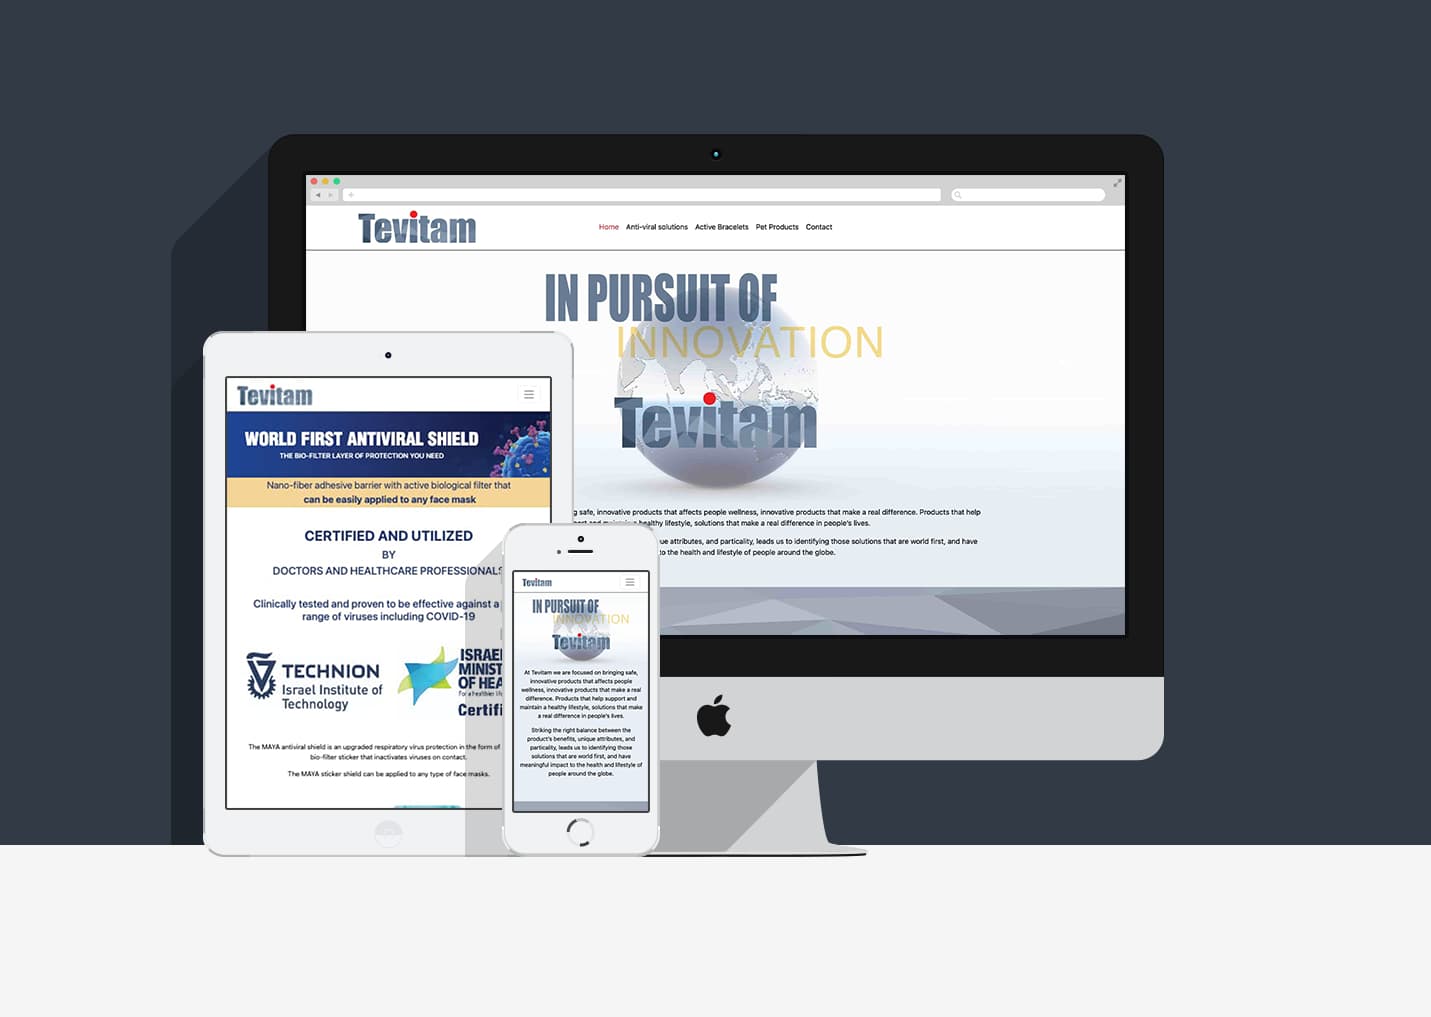 Tevitam
Home Anti-viral solutions Active Bracelets Pet Products Contact
IN PURSUIT OF
INNOVATION
Tevitam
g safe, innovative products that affects people wellness, innovative products that make a real difference. Products that help
healthy lifestyle, solutions that make a real difference in people's lives.
ue attributes, and particality, leads us to identifying those solutions that are world first, and have
to the health and lifestyle of people around the globe.
Tevitam
WORLD FIRST ANTIVIRAL SHIELD
THE BIO-FILTER LAYER OF PROTECTION YOU NEED
Nano-fiber adhesive barrier with active biological filter that
can be easily applied to any face mask
CERTIFIED AND UTILIZED
BY
DOCTORS AND HEALTHCARE PROFESSIONALS
Clinically tested and proven to be effective against a
range of viruses including COVID-19
TECHNION
Israel Institute of
Technology
ISRAE
MINIST
OF HEA
For a healthier
Certifi
The MAYA antiviral shield is an upgraded respiratory virus protection in the form of
bio-filter sticker that inactivates viruses on contact.
The MAYA sticker shield can be applied to any type of face masks.
Tevitam
IN PURSUIT OF
INNOVATION
Tevitam
At Tevitam we are focused on bringing safe,
innovative products that affects people
wellness, innovative products that make a real
difference. Products that help support and
maintain a healthy lifestyle, solutions that make
a real difference in people's lives.
Striking the right balance between the
product's benefits, unique attributes, and
particality, leads us to identifying those
solutions that are world first, and have
meaningful impact to the health and lifestyle of
people around the globe.